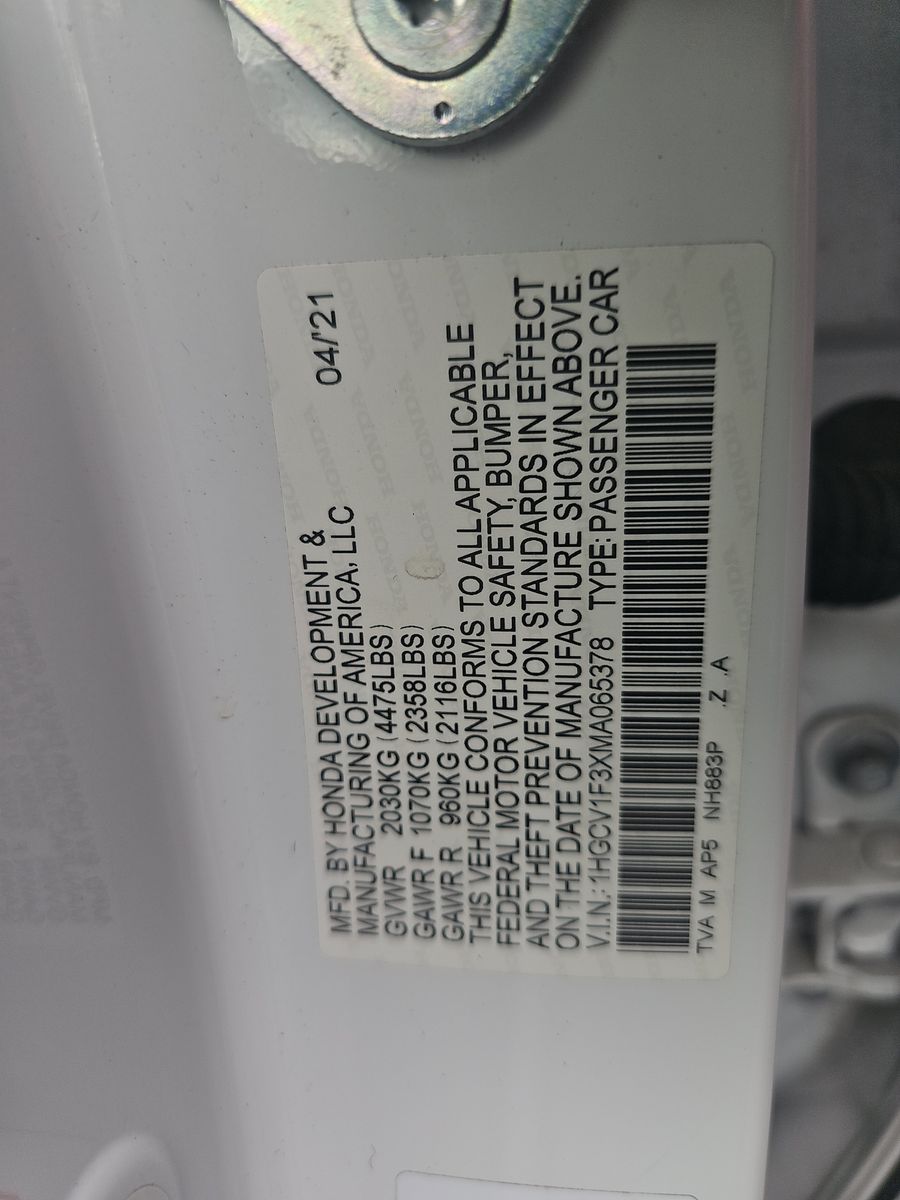 MFD. BY HONDA DEVELOPMENT & 04/'21
MANUFACTURING OF AMERICA, LLC
GVWR 2030KG (4475LBS)
GAWR F 1070KG (2358LBS)
GAWR R 960KG (2116LBS)
THIS VEHICLE CONFORMS TO ALL APPLICABLE
FEDERAL MOTOR VEHICLE SAFETY, BUMPER,
AND THEFT PREVENTION STANDARDS IN EFFECT
ON THE DATE OF MANUFACTURE SHOWN ABOVE.
V.I.N.: 1HGCV1F3XMA065378 TYPE: PASSENGER CAR
TVA M AP5 NH883P .Z .A